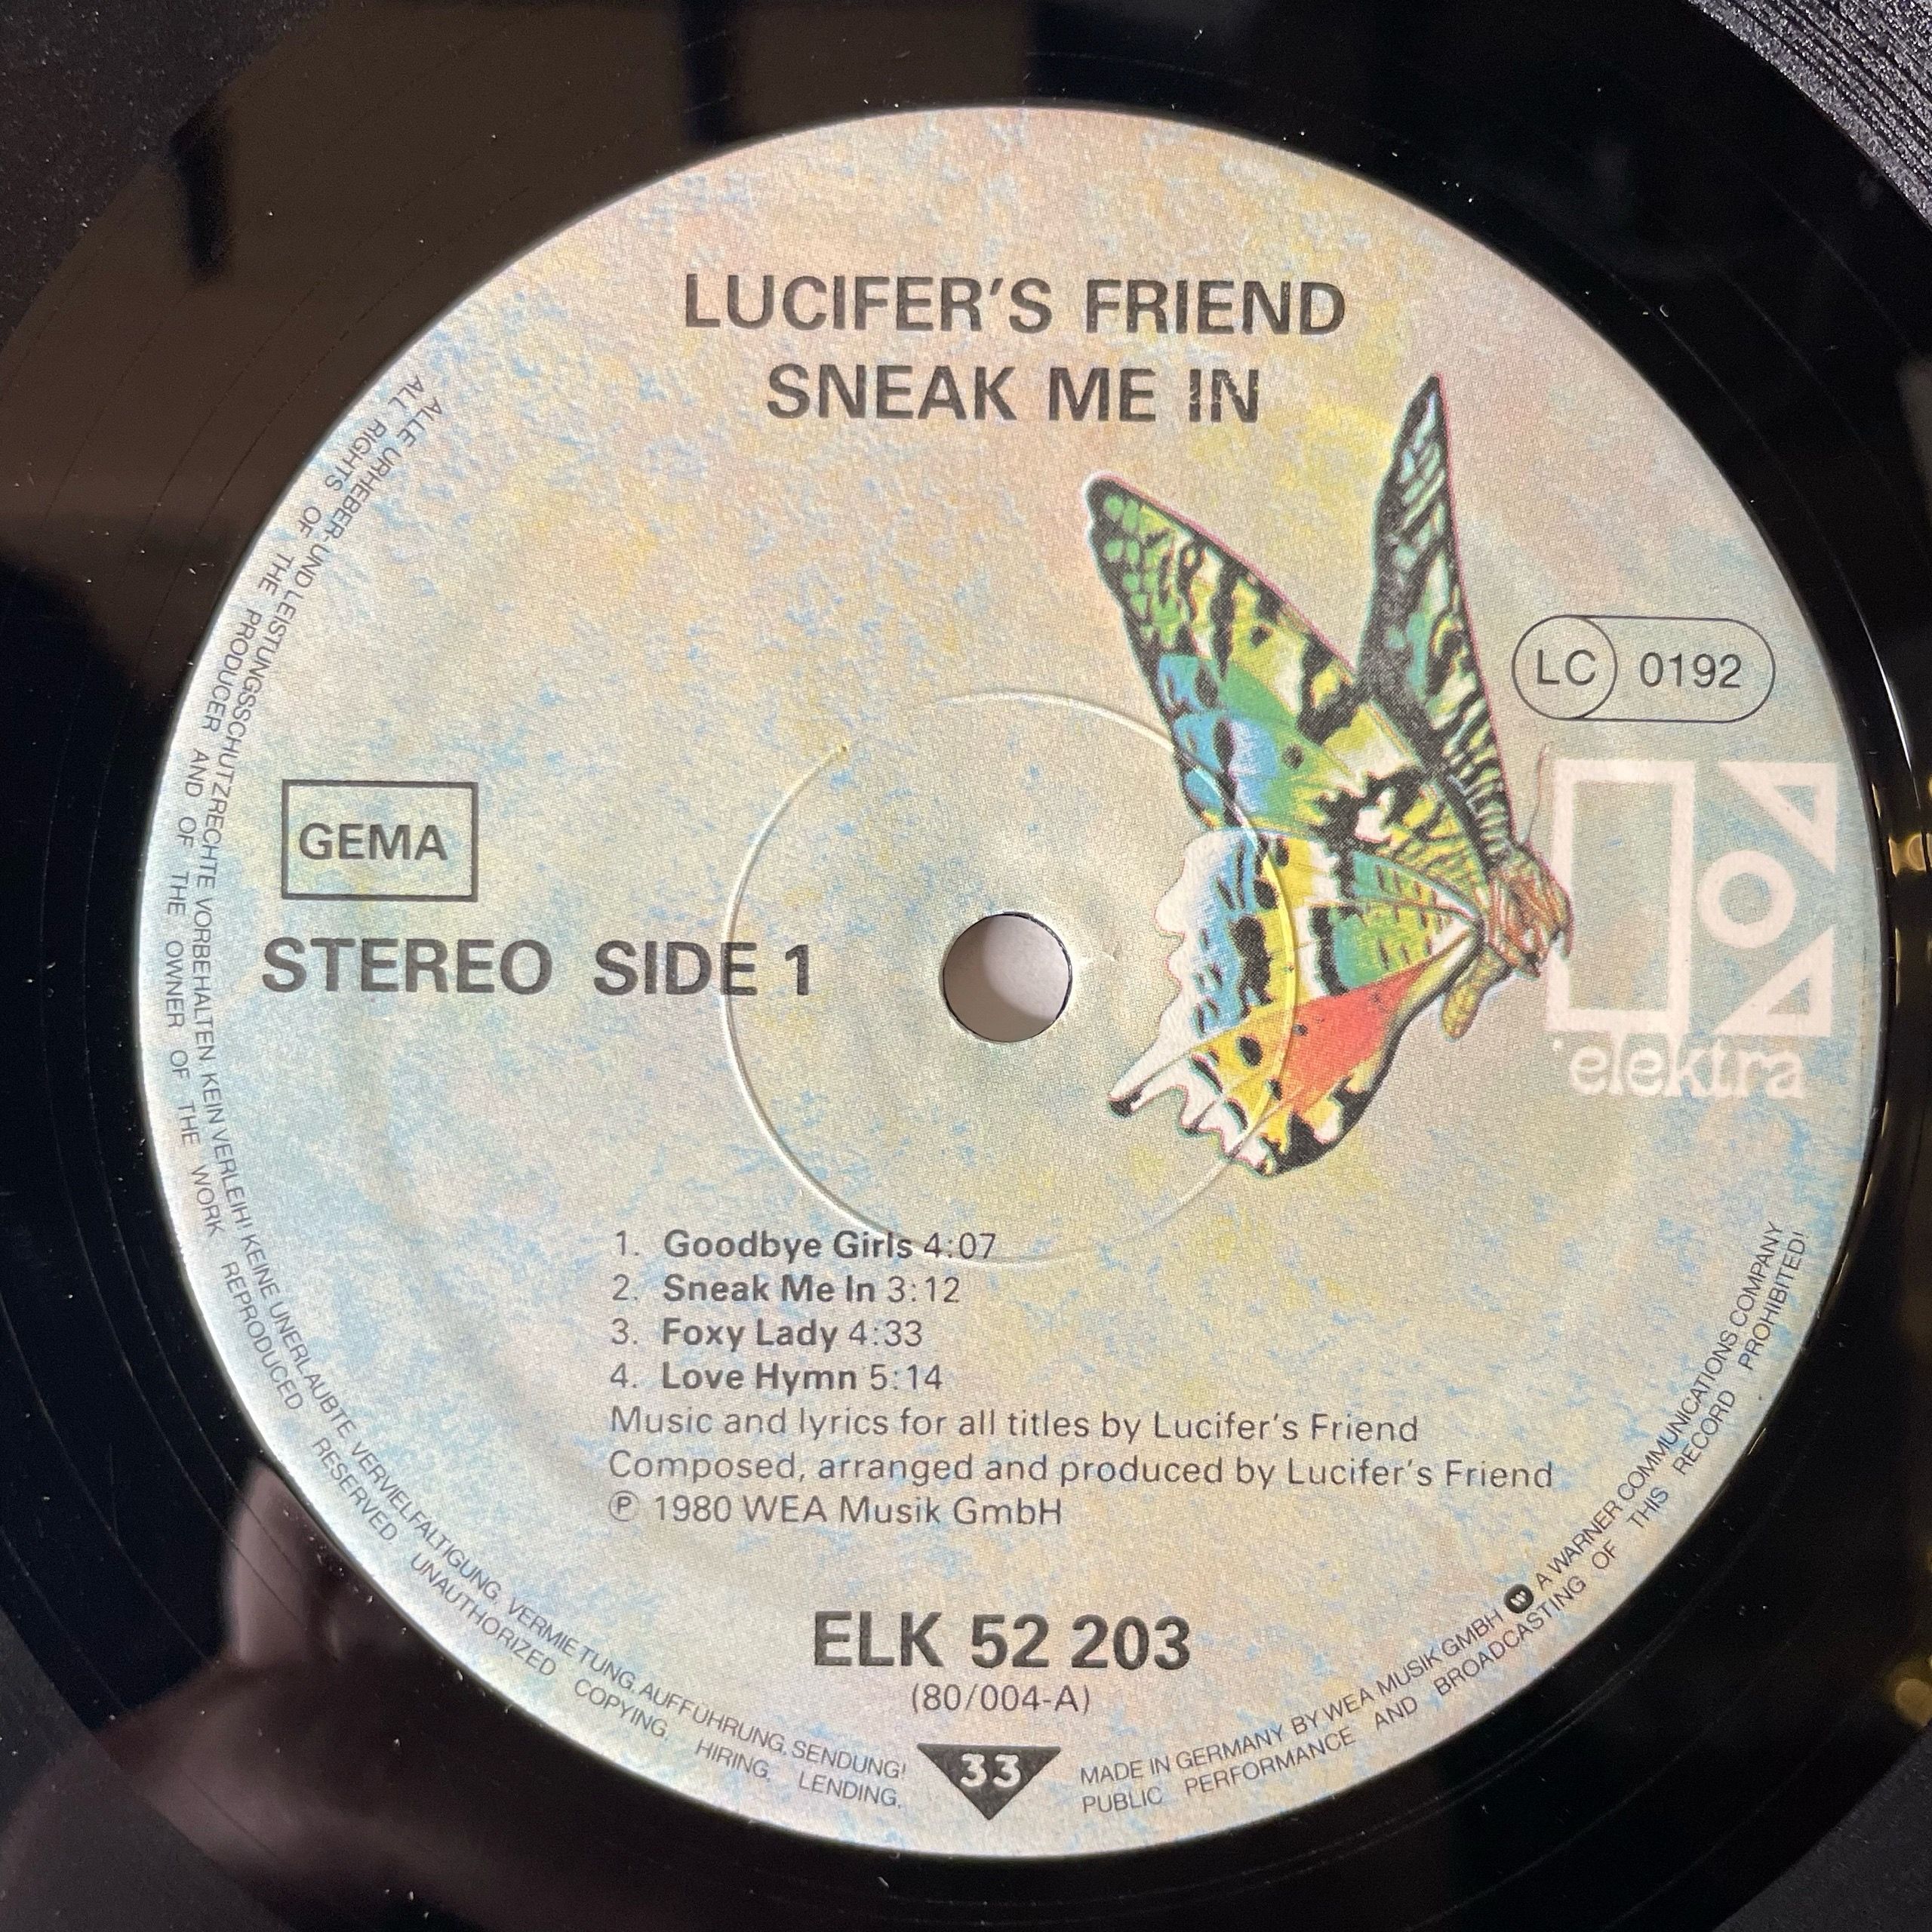 LUCIFER'S FRIEND
SNEAK ME IN
LC 0192
GEMA
STEREO SIDE 1
elektra
1. Goodbye Girls 4:07
2. Sneak Me In 3:12
3. Foxy Lady 4:33
4. Love Hymn 5:14
Music and lyrics for all titles by Lucifer's Friend
Composed, arranged and produced by Lucifer's Friend
℗ 1980 WEA Musik GmbH
ELK 52 203
(80/004-A)
33
ALLE URHEBER-UND LEISTUNGSSCHUTZRECHTE VORBEHALTEN KEIN VERLEIH! KEINE UNERLAUBTE VERVIELFALTIGUNG, VERMIETUNG, AUFFUHRUNG, SENDUNG!
ALL RIGHTS OF THE PRODUCER AND OF THE OWNER OF THE WORK REPRODUCED RESERVED UNAUTHORIZED COPYING, HIRING, LENDING,
MADE IN GERMANY BY WEA MUSIK GMBH W A WARNER COMMUNICATIONS COMPANY
PUBLIC PERFORMANCE AND BROADCASTING OF THIS RECORD PROHIBITED!